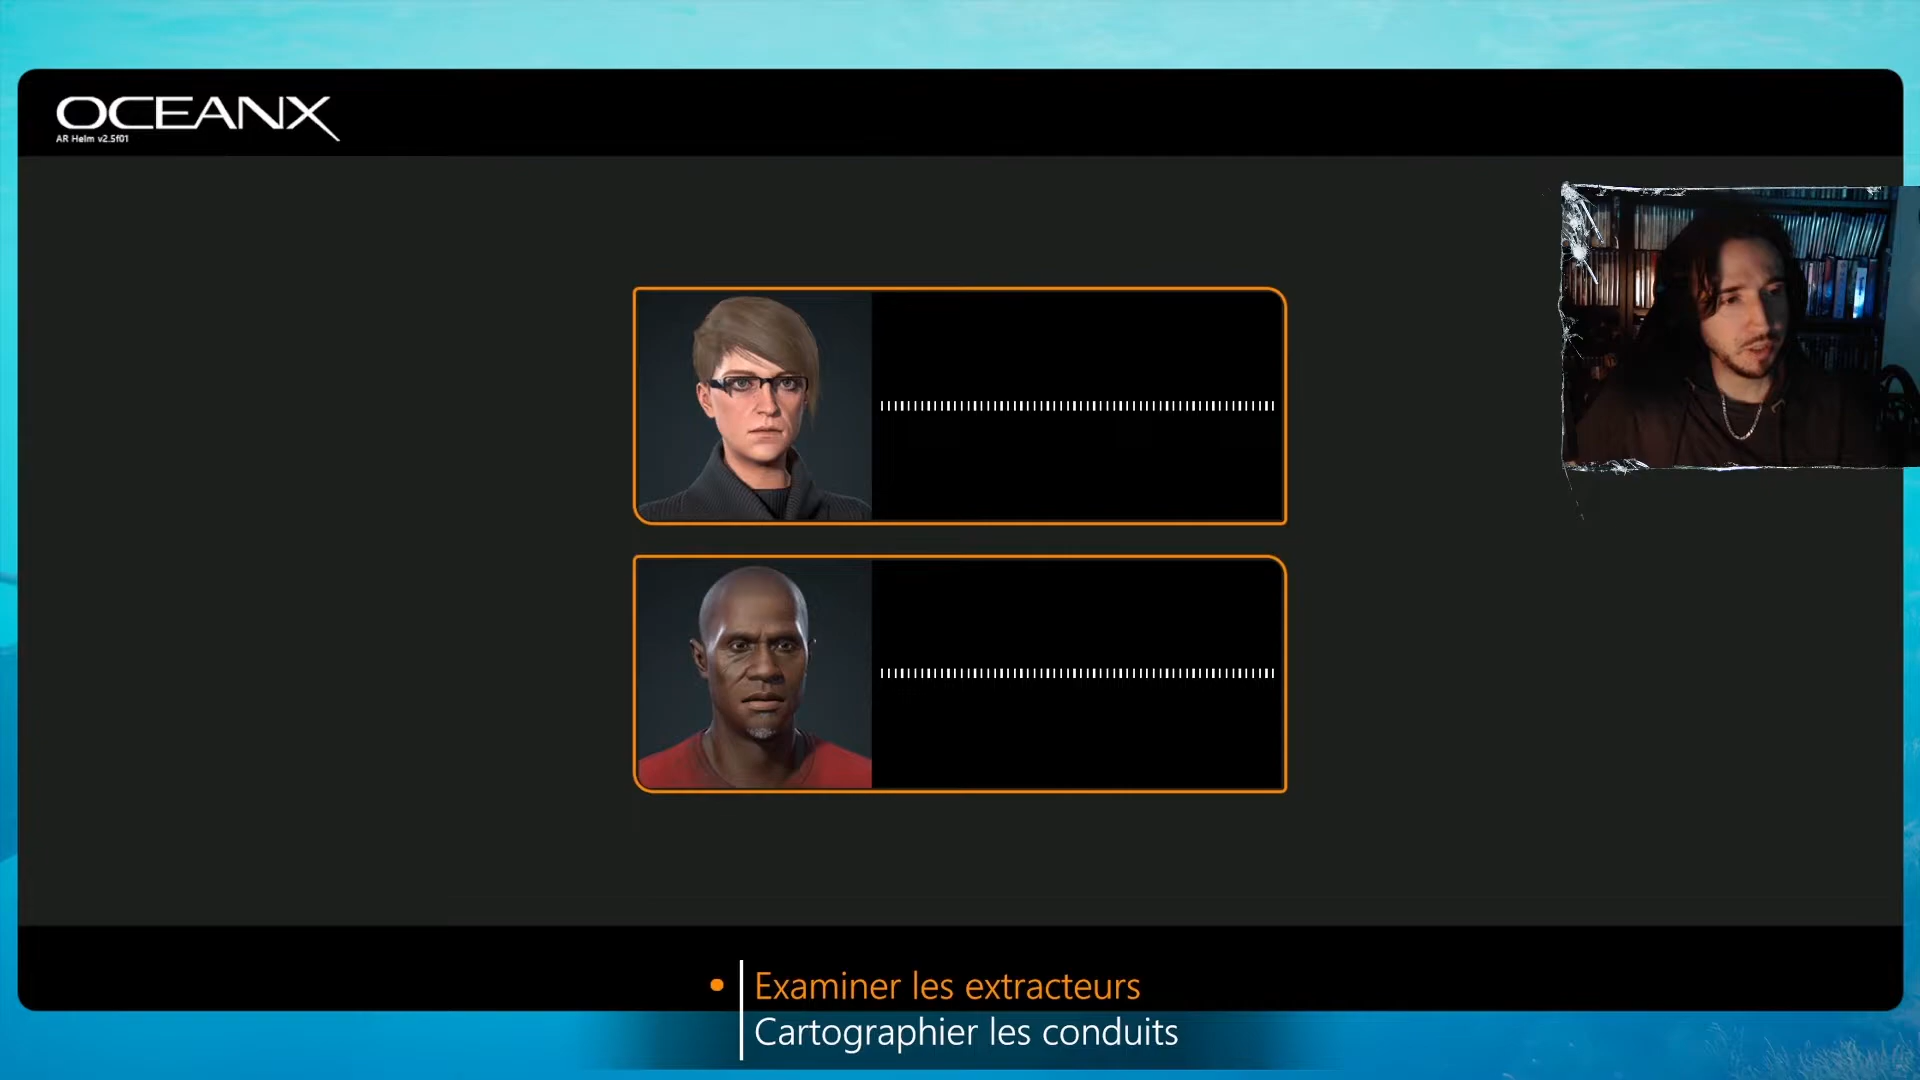 OCEANX
AR Helm v2.5f01
Examiner les extracteurs
Cartographier les conduits